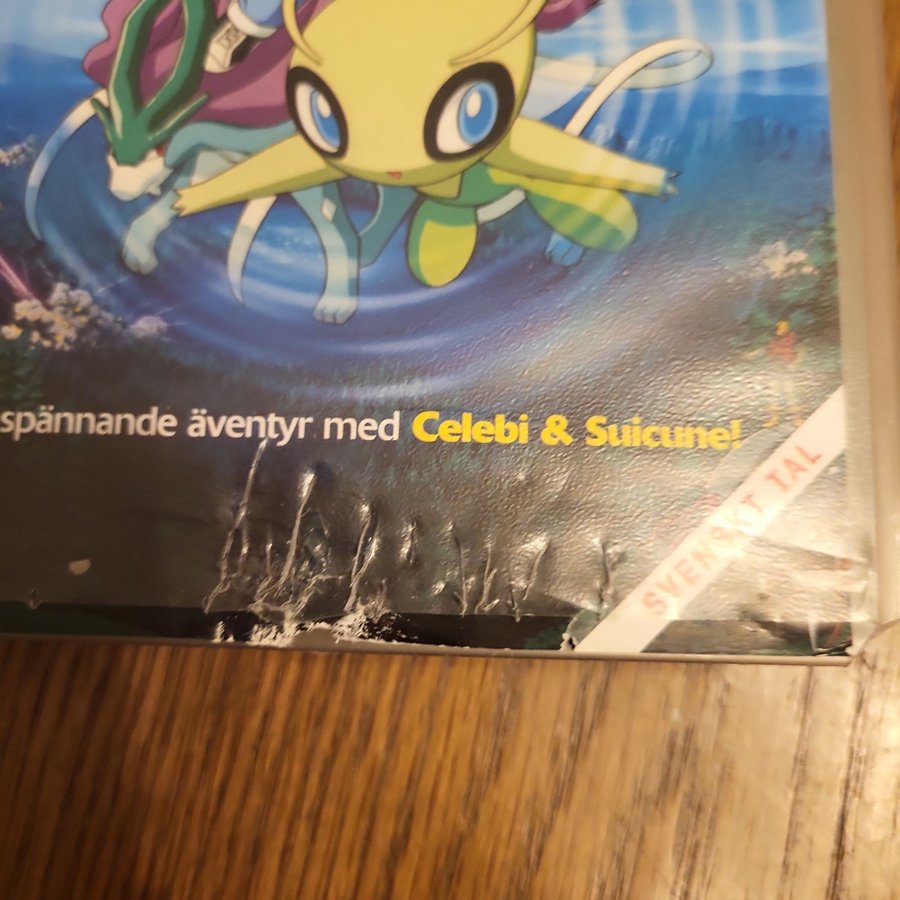 spännande äventyr med Celebi & Suicune!
SVENSKT TAL